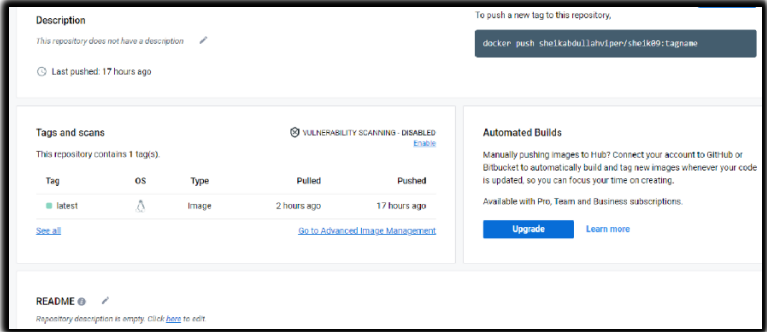 Description
This repository does not have a description
Last pushed: 17 hours ago
To push a new tag to this repository,
docker push sheikabdullahviper/sheik09:tagname
Tags and scans
VULNERABILITY SCANNING - DISABLED
Enable
This repository contains 1 tag(s).
Tag OS Type Pulled Pushed
latest Image 2 hours ago 17 hours ago
See all Go to Advanced Image Management
Automated Builds
Manually pushing images to Hub? Connect your account to GitHub or
Bitbucket to automatically build and tag new images whenever your code
is updated, so you can focus your time on creating.
Available with Pro, Team and Business subscriptions.
Upgrade Learn more
README
Repository description is empty. Click here to edit.